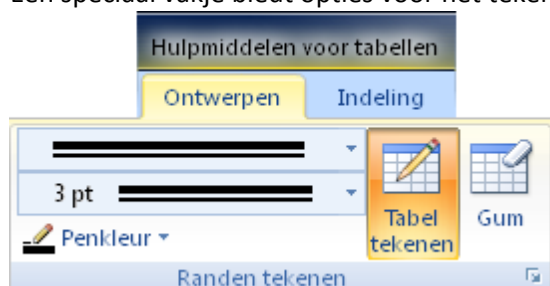 Een speciaal vakje biedt opties voor het teke
Hulpmiddelen voor tabellen
Ontwerpen Indeling
3 pt
Penkleur
Tabel tekenen
Gum
Randen tekenen